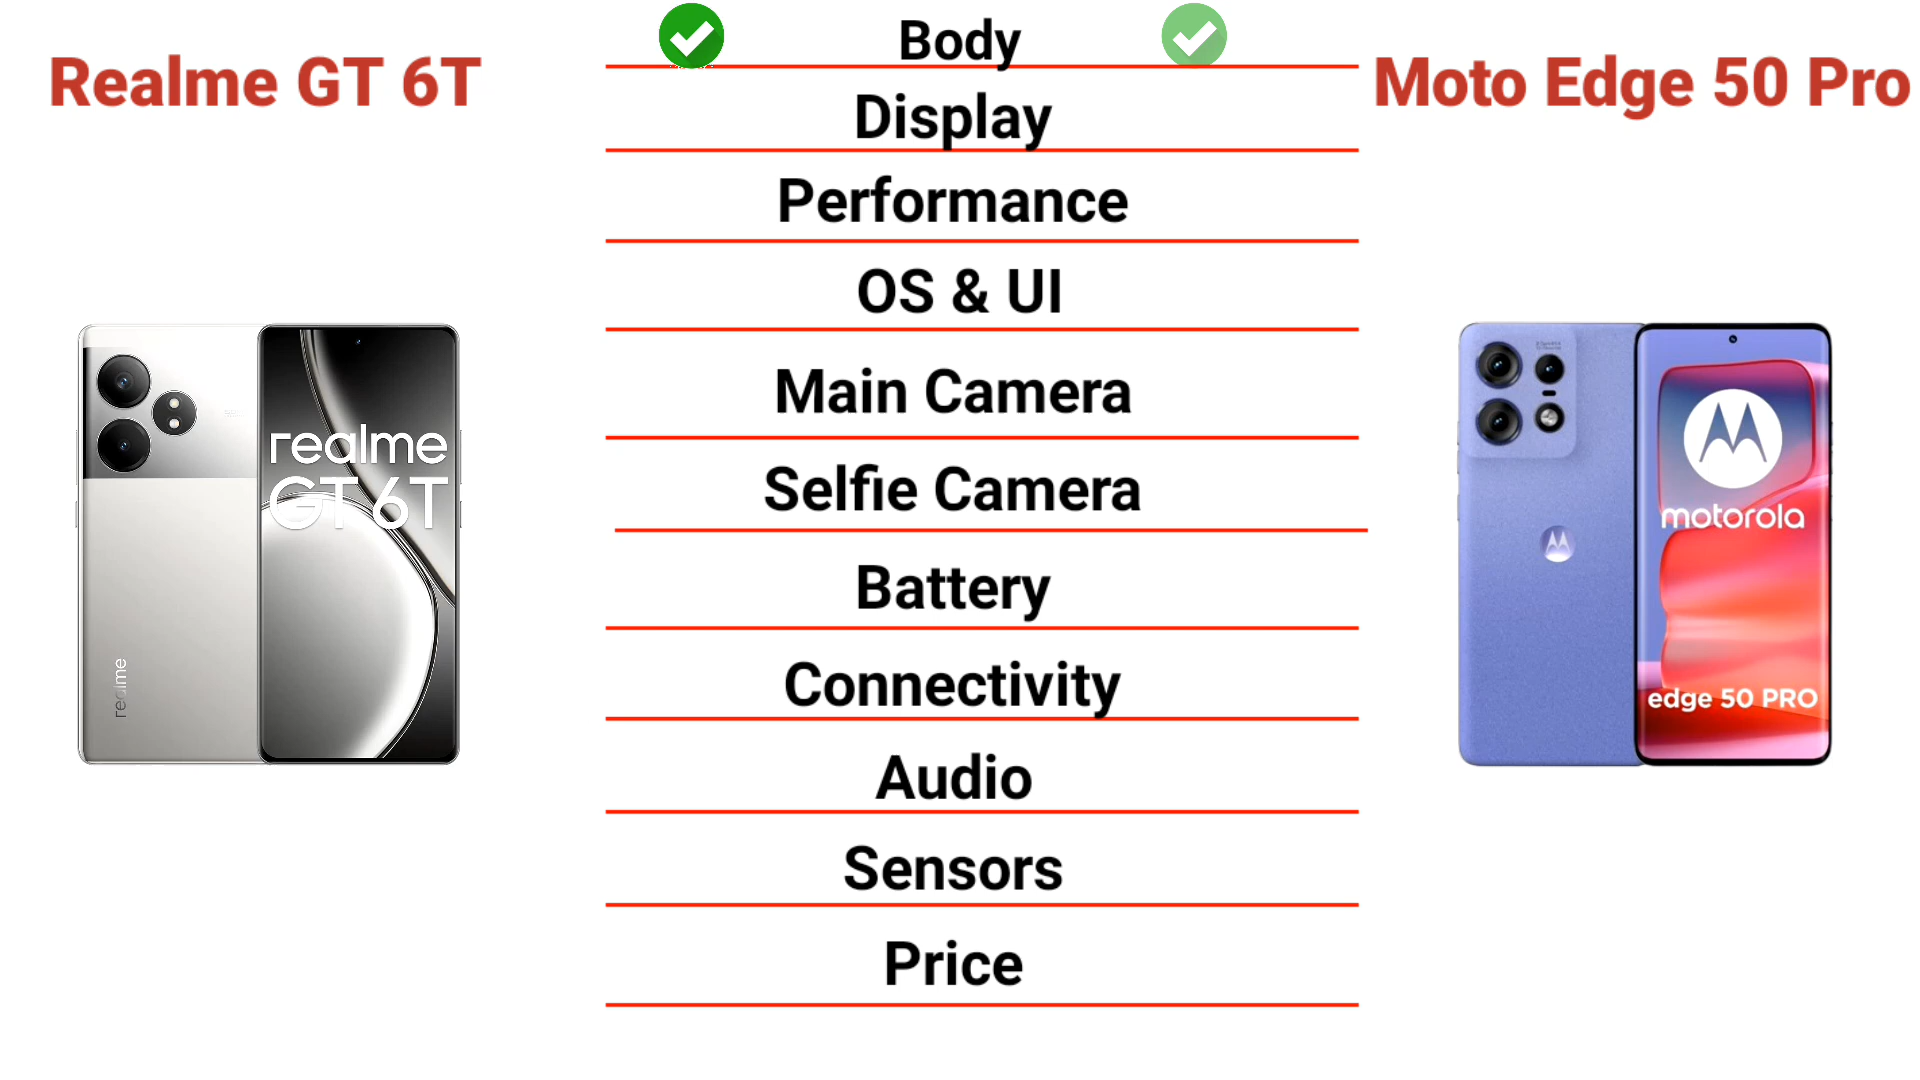 Realme GT 6T
Body
Display
Performance
OS & UI
Main Camera
Selfie Camera
Battery
Connectivity
Audio
Sensors
Price
Moto Edge 50 Pro
realme
GT 6T
realme
motorola
edge 50 PRO